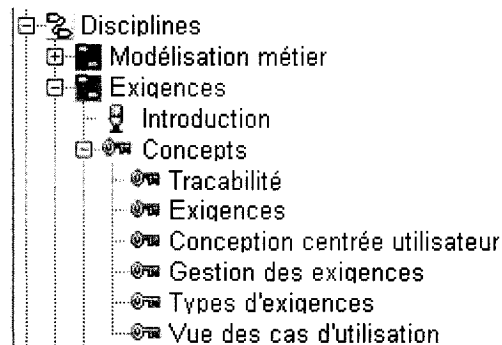 Disciplines
Modélisation métier
Exigences
Introduction
Concepts
Tracabilité
Exigences
Conception centrée utilisateur
Gestion des exigences
Types d'exigences
Vue des cas d'utilisation